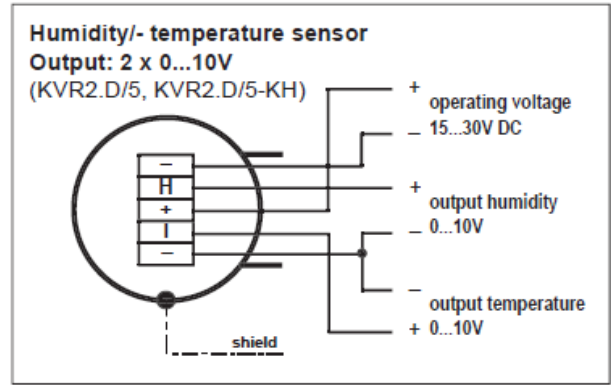 Humidity/- temperature sensor
Output: 2 x 0...10V
(KVR2.D/5, KVR2.D/5-KH)
+
operating voltage
– 15...30V DC
–
H
+
I
–
+
output humidity
– 0...10V
–
output temperature
+ 0...10V
shield